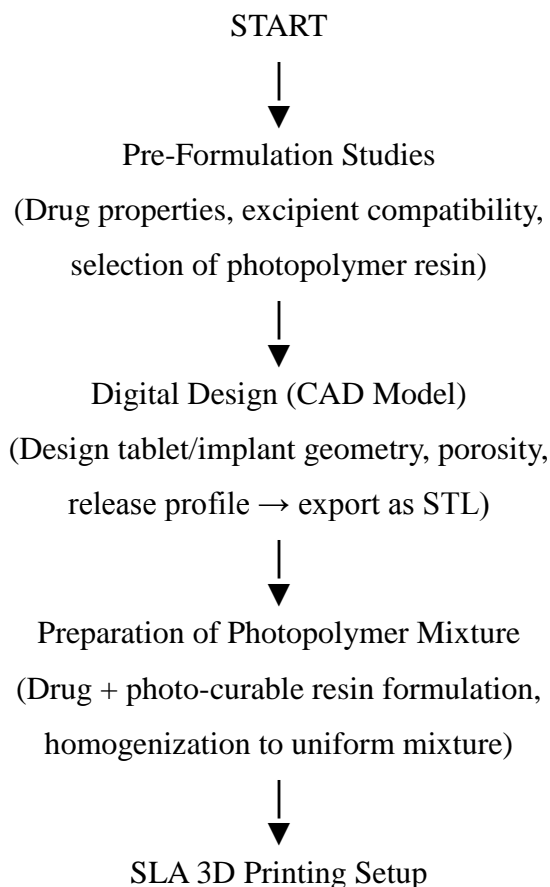 START
Pre-Formulation Studies
(Drug properties, excipient compatibility,
selection of photopolymer resin)
Digital Design (CAD Model)
(Design tablet/implant geometry, porosity,
release profile → export as STL)
Preparation of Photopolymer Mixture
(Drug + photo-curable resin formulation,
homogenization to uniform mixture)
SLA 3D Printing Setup